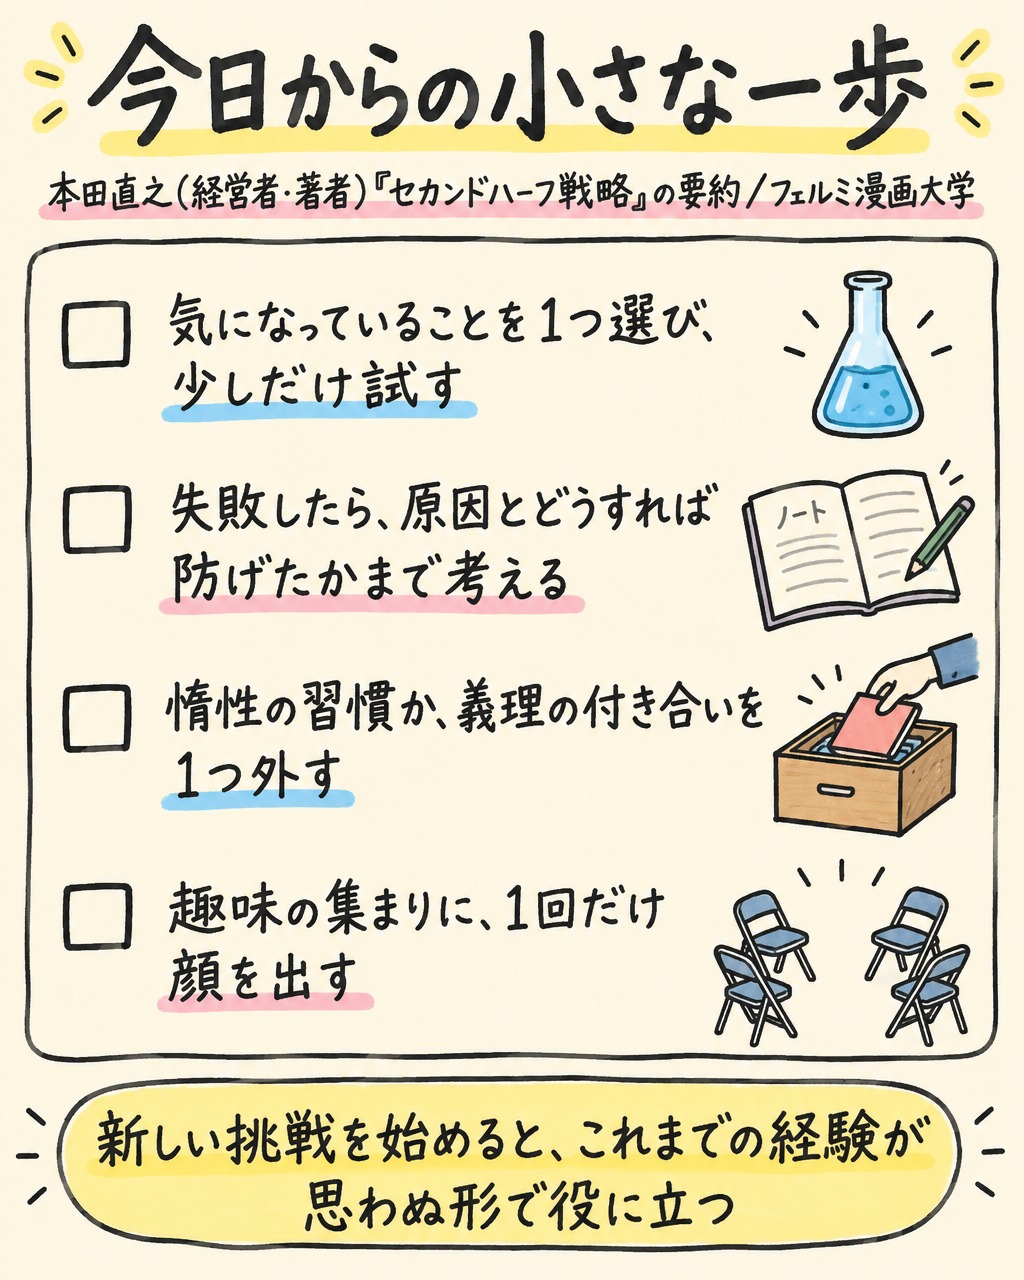 今日からの小さな一歩
本田直之(経営者・著者)『セカンドハーフ戦略』の要約/フェルミ漫画大学
気になっていることを1つ選び、
少しだけ試す
失敗したら、原因とどうすれば
防げたかまで考える
ノート
惰性の習慣か、義理の付き合いを
1つ外す
趣味の集まりに、1回だけ
顔を出す
新しい挑戦を始めると、これまでの経験が
思わぬ形で役に立つ